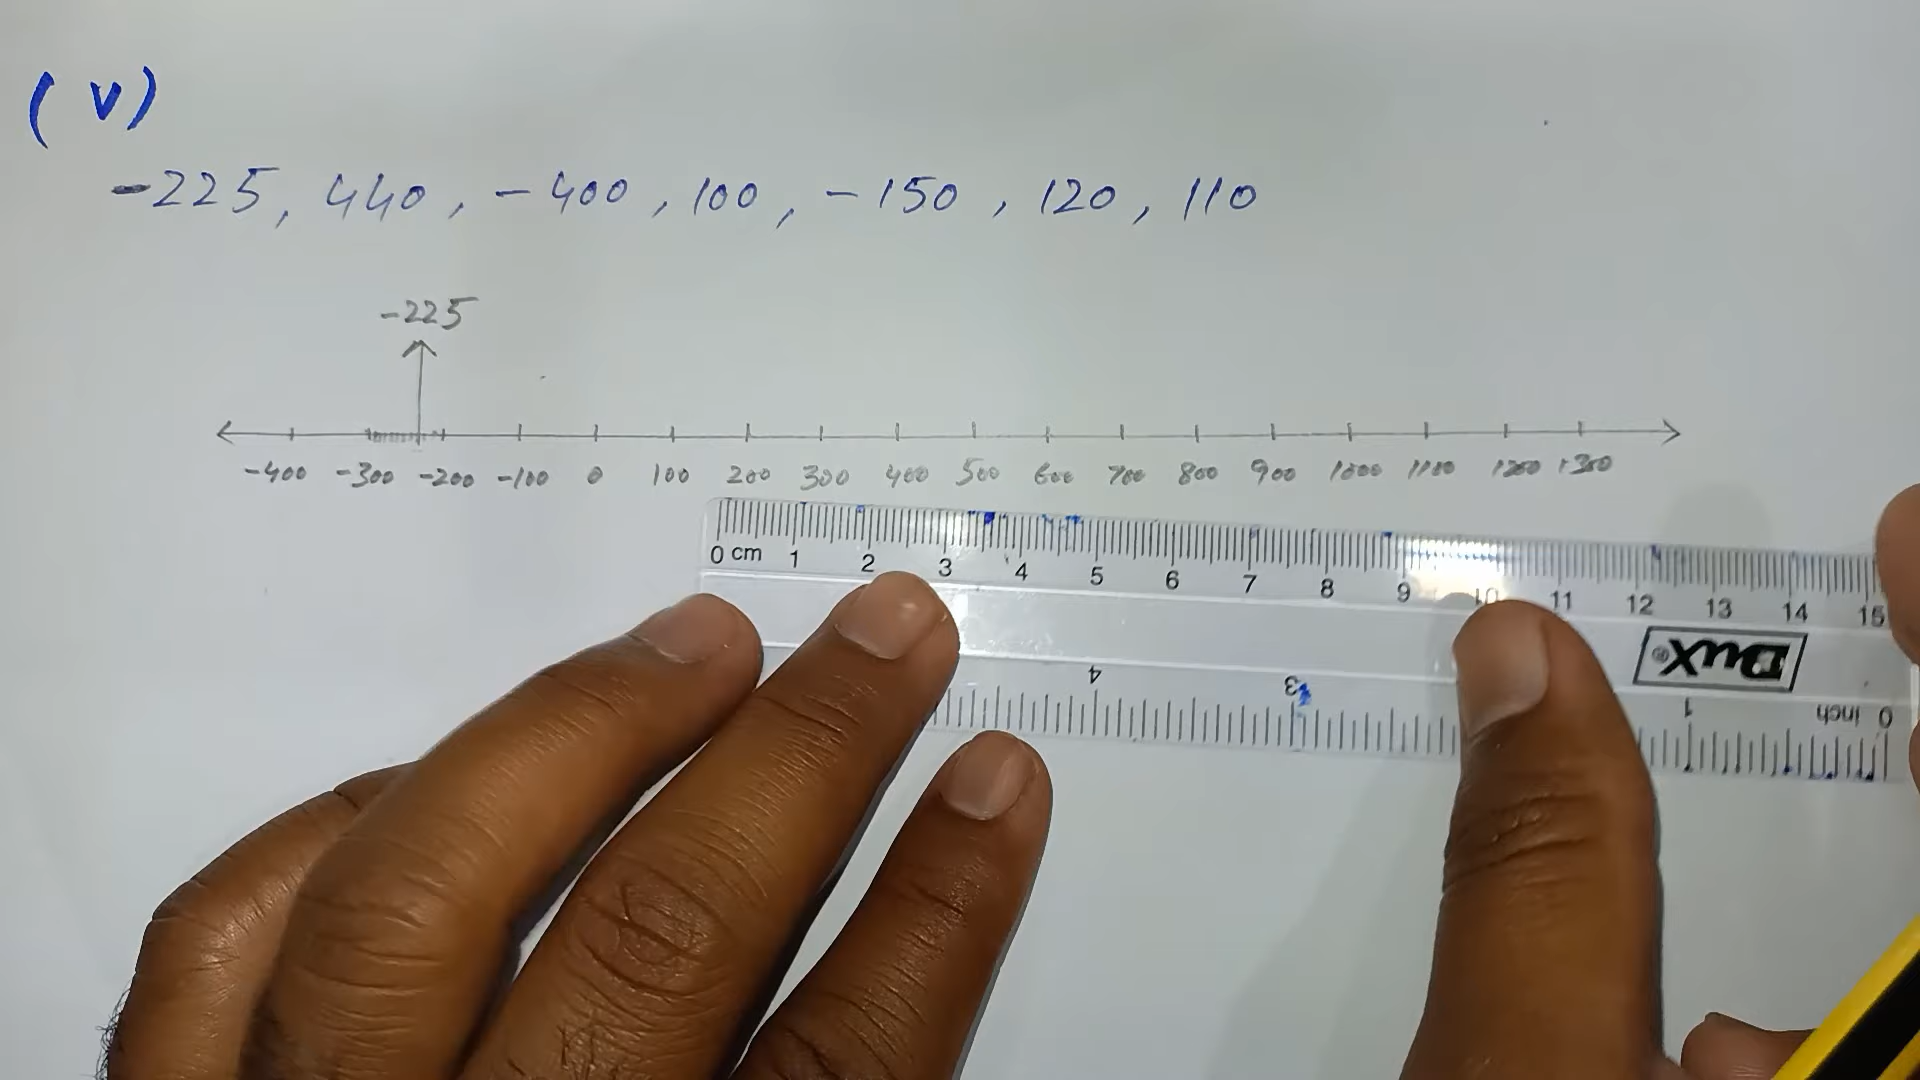 (v)
-225, 440, -400, 100, -150, 120, 110
-225
-400 -300 -200 -100 0 100 200 300 400 500 600 700 800 900 1000 1100 1200 1300
0 cm 1 2 3 4 5 6 7 8 9 10 11 12 13 14 15
Dux®
4 3 1 inch 0